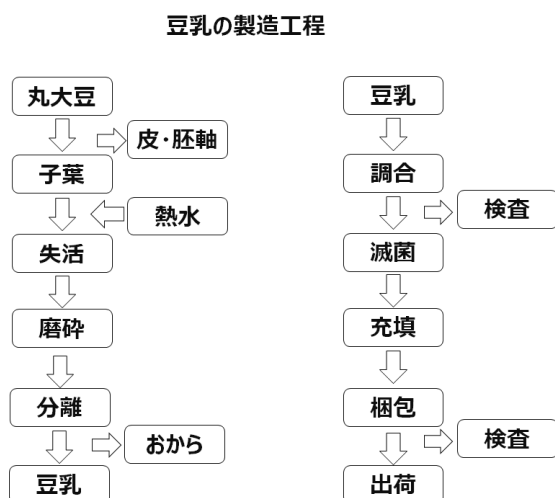 豆乳の製造工程
丸大豆
皮・胚軸
子葉
熱水
失活
磨砕
分離
おから
豆乳
豆乳
調合
検査
滅菌
充填
梱包
検査
出荷